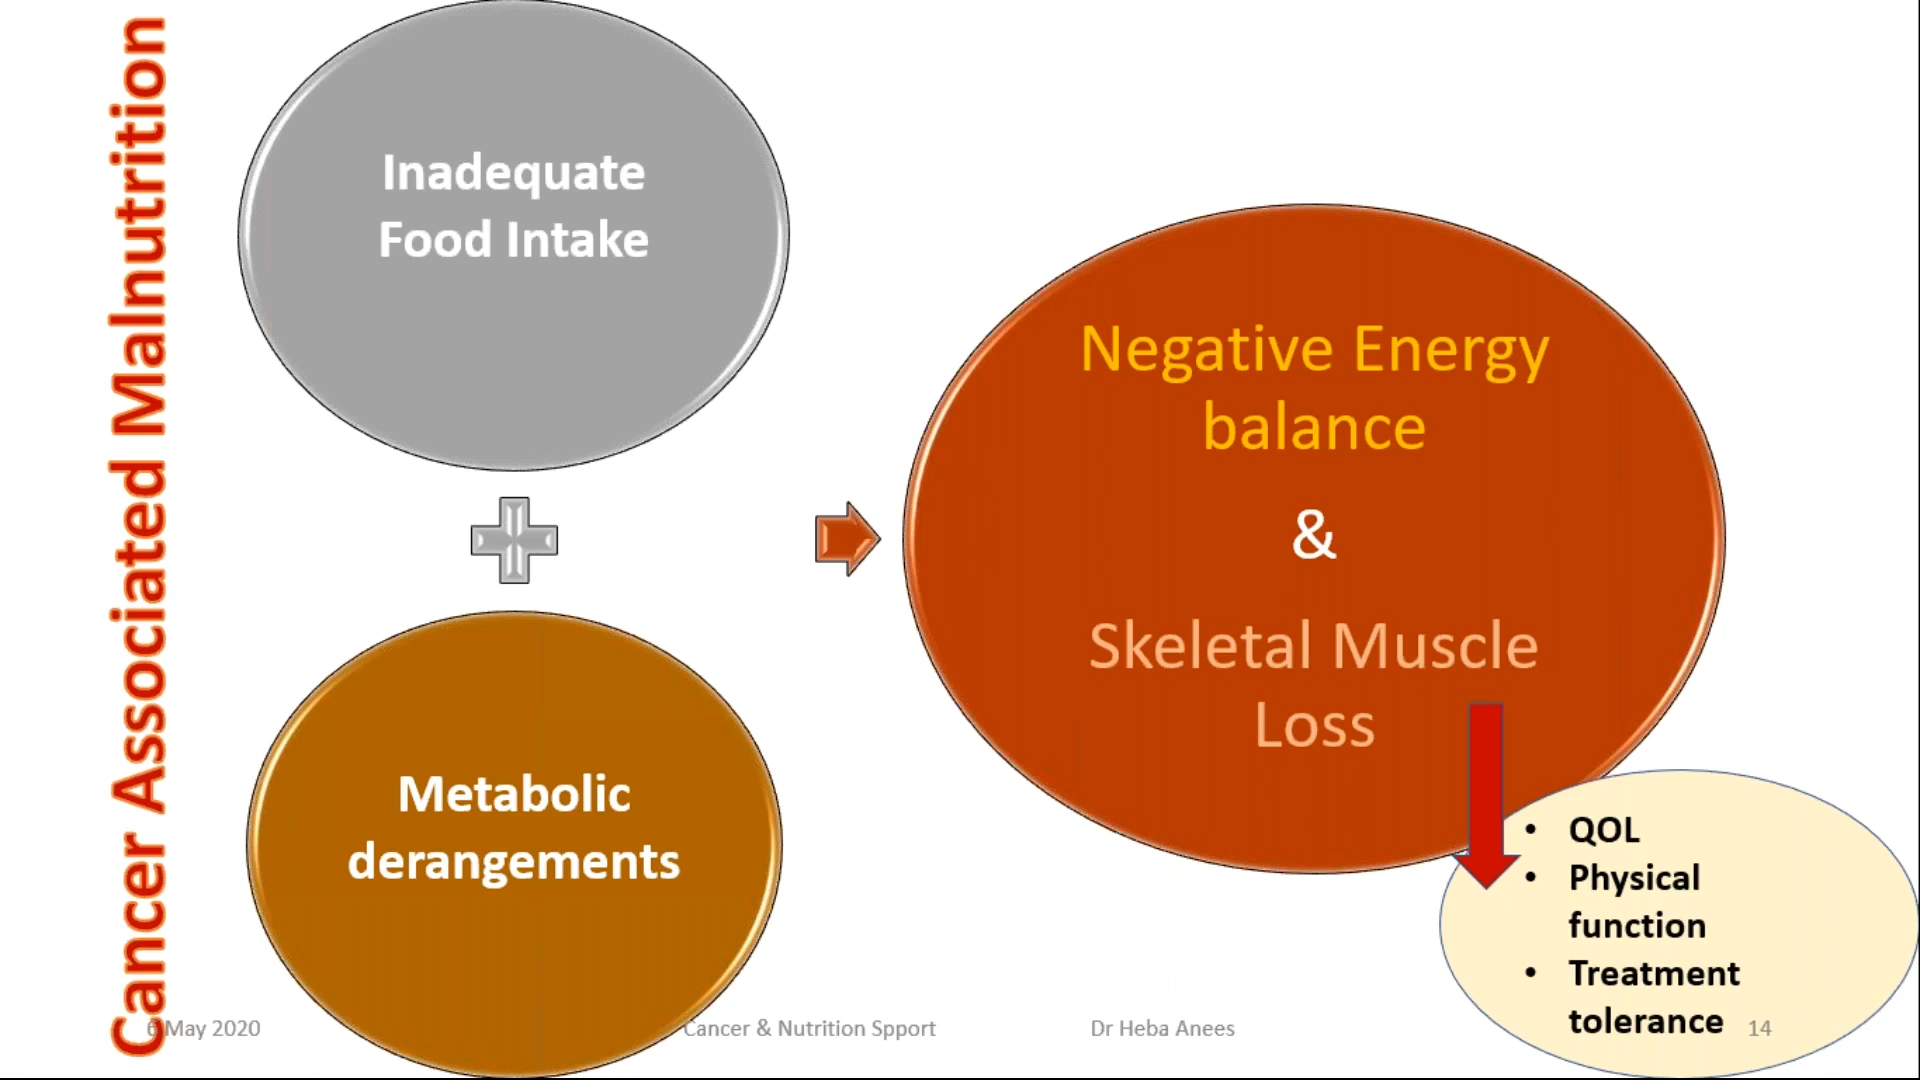 Cancer Associated Malnutrition
Inadequate
Food Intake
Metabolic
derangements
Negative Energy
balance
&
Skeletal Muscle
Loss
• QOL
• Physical
function
• Treatment
tolerance
6 May 2020
Cancer & Nutrition Spport
Dr Heba Anees
14